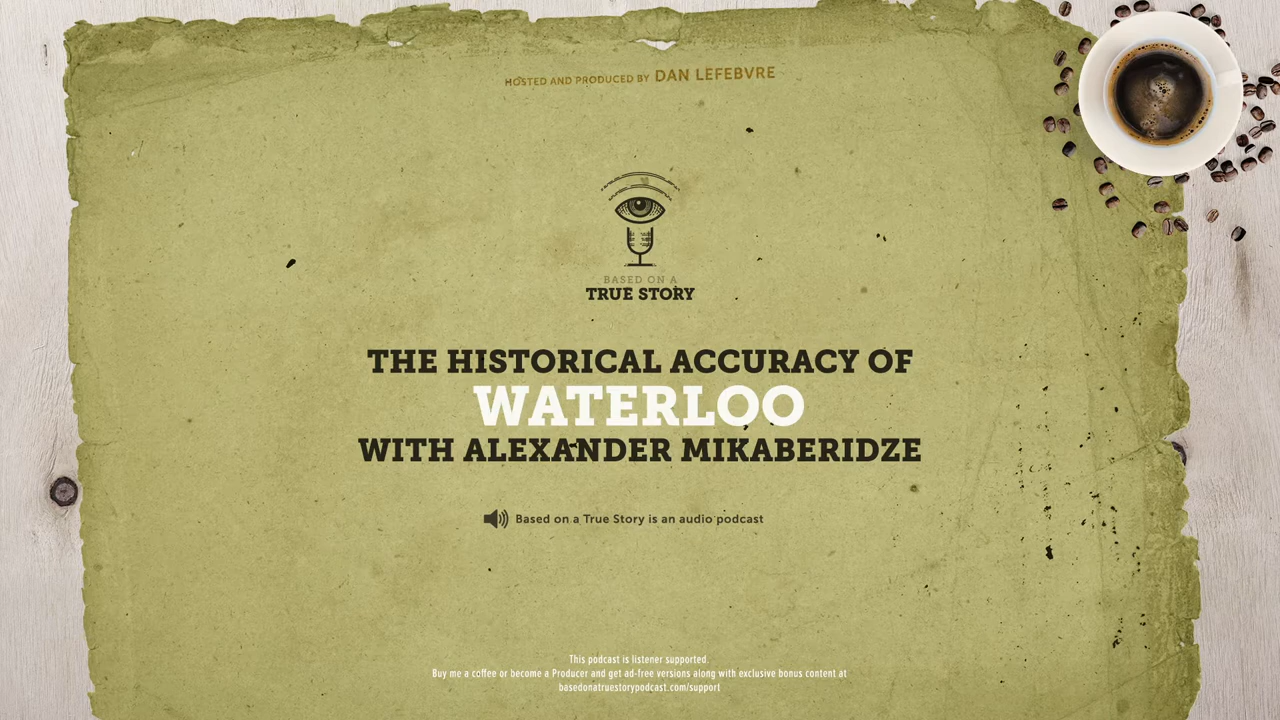 HOSTED AND PRODUCED BY DAN LEFEBVRE
BASED ON A
TRUE STORY
THE HISTORICAL ACCURACY OF
WATERLOO
WITH ALEXANDER MIKABERIDZE
Based on a True Story is an audio podcast
This podcast is listener supported.
Buy me a coffee or become a Producer and get ad-free versions along with exclusive bonus content at
basedonatruestorypodcast.com/support